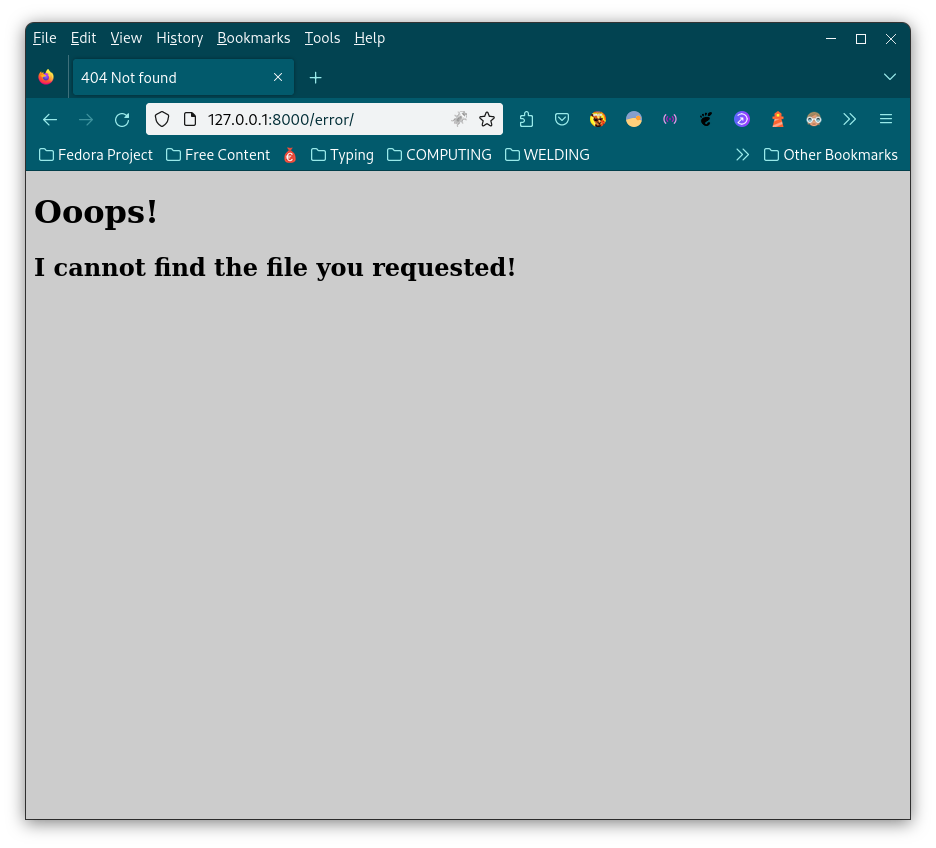 File Edit View History Bookmarks Tools Help
404 Not found
127.0.0.1:8000/error/
Fedora Project Free Content Typing COMPUTING WELDING Other Bookmarks
Ooops!
I cannot find the file you requested!